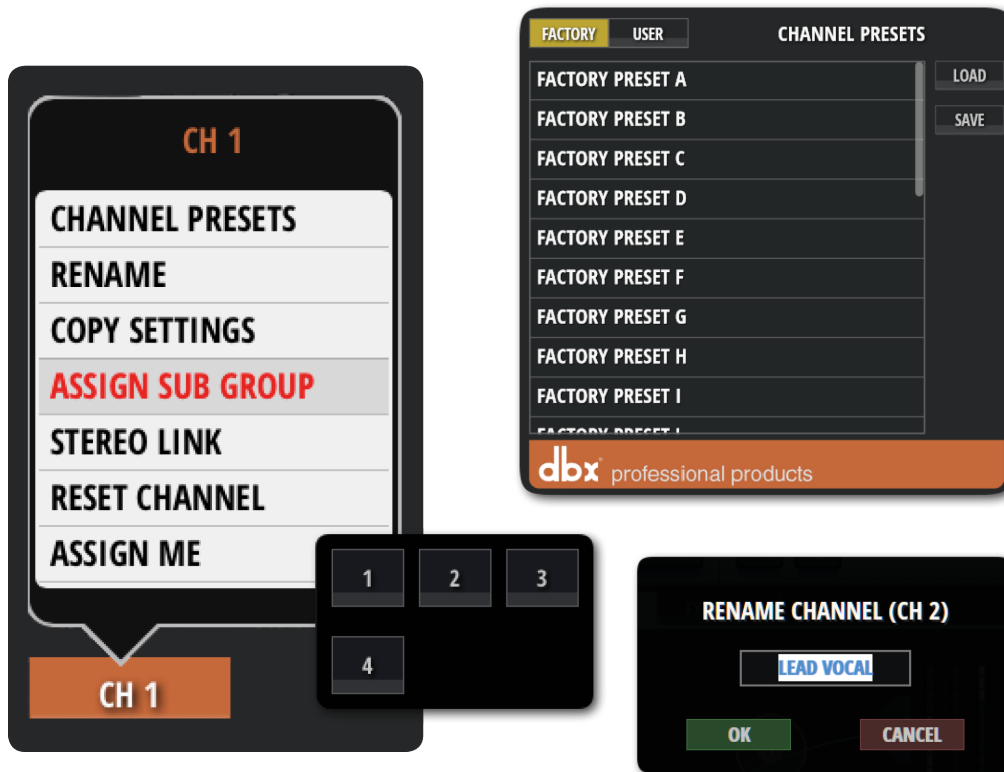 CH 1
CHANNEL PRESETS
RENAME
COPY SETTINGS
ASSIGN SUB GROUP
STEREO LINK
RESET CHANNEL
ASSIGN ME
CH 1
1 2 3
4
FACTORY USER CHANNEL PRESETS
LOAD
SAVE
FACTORY PRESET A
FACTORY PRESET B
FACTORY PRESET C
FACTORY PRESET D
FACTORY PRESET E
FACTORY PRESET F
FACTORY PRESET G
FACTORY PRESET H
FACTORY PRESET I
FACTORY PRESET
dbx professional products
RENAME CHANNEL (CH 2)
LEAD VOCAL
OK CANCEL